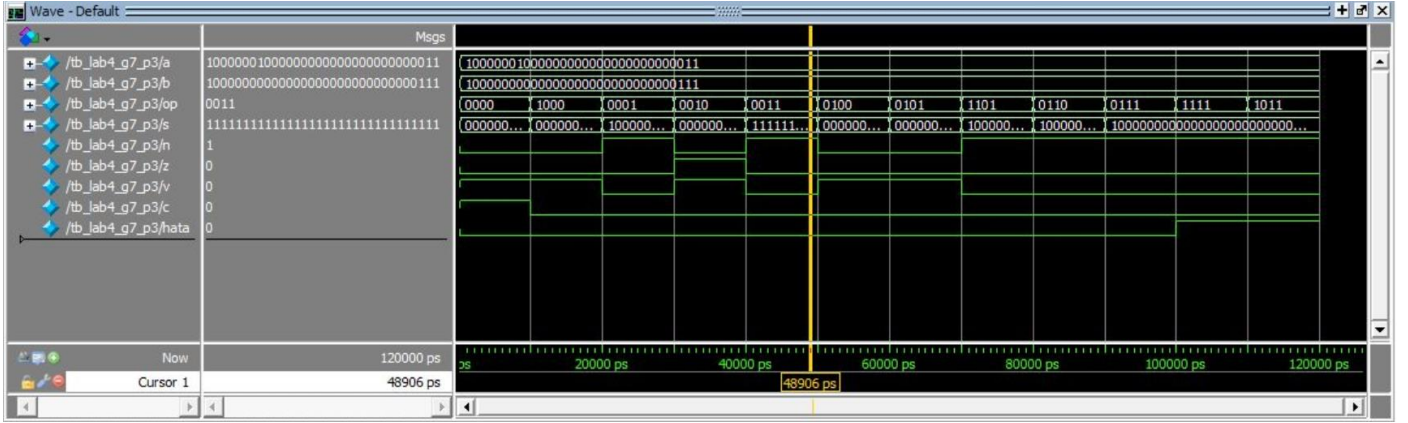 Wave - Default
Msgs
/tb_lab4_g7_p3/a 10000001000000000000000000000011 10000001000000000000000000000011
/tb_lab4_g7_p3/b 10000000000000000000000000000111 10000000000000000000000000000111
/tb_lab4_g7_p3/op 0011 0000 1000 0001 0010 0011 0100 0101 1101 0110 0111 1111 1011
/tb_lab4_g7_p3/s 11111111111111111111111111111111 000000... 000000... 100000... 000000... 111111... 000000... 000000... 100000... 100000... 1000000000000000000000000...
/tb_lab4_g7_p3/n 1
/tb_lab4_g7_p3/z 0
/tb_lab4_g7_p3/v 0
/tb_lab4_g7_p3/c 0
/tb_lab4_g7_p3/hata 0
Now 120000 ps ps 20000 ps 40000 ps 60000 ps 80000 ps 100000 ps 120000 ps
Cursor 1 48906 ps 48906 ps